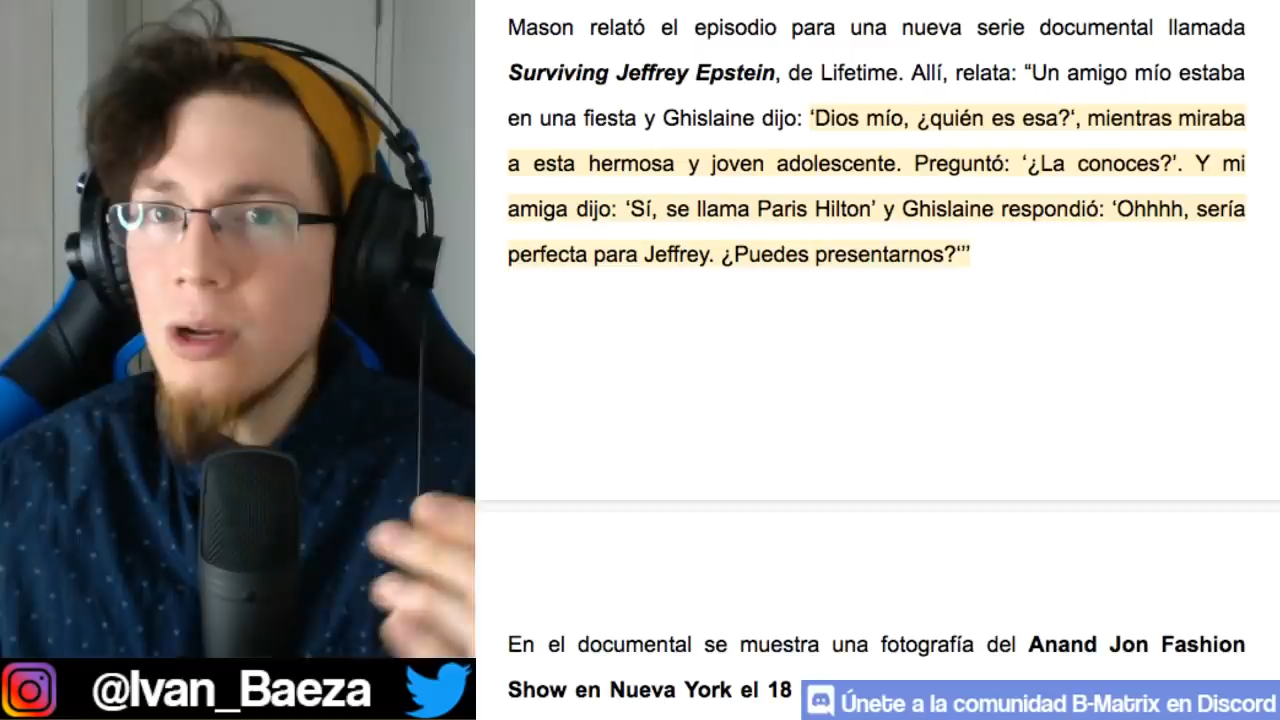 Mason relató el episodio para una nueva serie documental llamada
Surviving Jeffrey Epstein, de Lifetime. Allí, relata: “Un amigo mío estaba
en una fiesta y Ghislaine dijo: ‘Dios mío, ¿quién es esa?‘, mientras miraba
a esta hermosa y joven adolescente. Preguntó: ‘¿La conoces?’. Y mi
amiga dijo: ‘Sí, se llama Paris Hilton’ y Ghislaine respondió: ‘Ohhhh, sería
perfecta para Jeffrey. ¿Puedes presentarnos?‘”
En el documental se muestra una fotografía del Anand Jon Fashion
Show en Nueva York el 18
@Ivan_Baeza
Únete a la comunidad B-Matrix en Discord